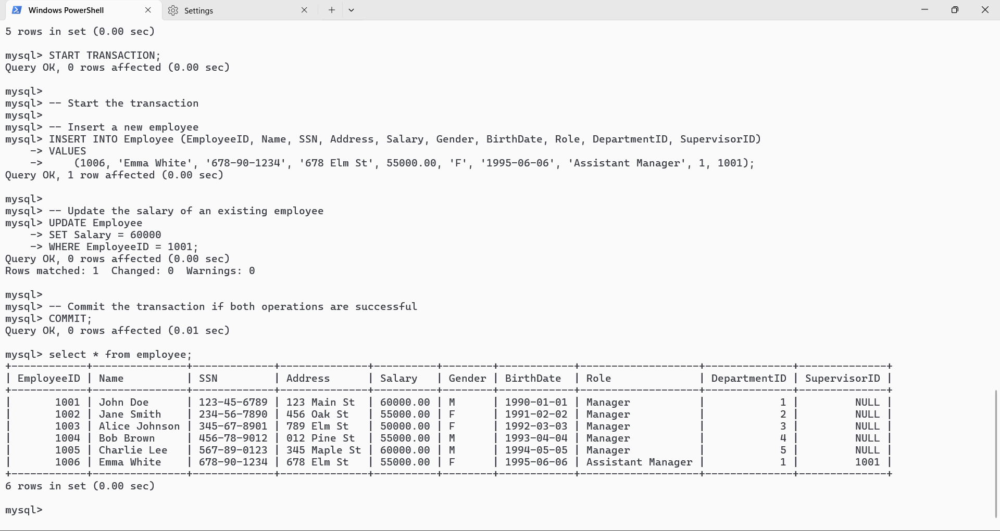 Windows PowerShell
Settings
5 rows in set (0.00 sec)
mysql> START TRANSACTION;
Query OK, 0 rows affected (0.00 sec)
mysql>
mysql> -- Start the transaction
mysql>
mysql> -- Insert a new employee
mysql> INSERT INTO Employee (EmployeeID, Name, SSN, Address, Salary, Gender, BirthDate, Role, DepartmentID, SupervisorID)
    -> VALUES
    ->     (1006, 'Emma White', '678-90-1234', '678 Elm St', 55000.00, 'F', '1995-06-06', 'Assistant Manager', 1, 1001);
Query OK, 1 row affected (0.00 sec)
mysql>
mysql> -- Update the salary of an existing employee
mysql> UPDATE Employee
    -> SET Salary = 60000
    -> WHERE EmployeeID = 1001;
Query OK, 0 rows affected (0.00 sec)
Rows matched: 1  Changed: 0  Warnings: 0
mysql>
mysql> -- Commit the transaction if both operations are successful
mysql> COMMIT;
Query OK, 0 rows affected (0.01 sec)
mysql> select * from employee;
+------------+---------------+-------------+--------------+----------+--------+------------+-------------------+--------------+--------------+
| EmployeeID | Name          | SSN         | Address      | Salary   | Gender | BirthDate  | Role              | DepartmentID | SupervisorID |
+------------+---------------+-------------+--------------+----------+--------+------------+-------------------+--------------+--------------+
|       1001 | John Doe      | 123-45-6789 | 123 Main St  | 60000.00 | M      | 1990-01-01 | Manager           |            1 |         NULL |
|       1002 | Jane Smith    | 234-56-7890 | 456 Oak St   | 55000.00 | F      | 1991-02-02 | Manager           |            2 |         NULL |
|       1003 | Alice Johnson | 345-67-8901 | 789 Elm St   | 50000.00 | F      | 1992-03-03 | Manager           |            3 |         NULL |
|       1004 | Bob Brown     | 456-78-9012 | 012 Pine St  | 55000.00 | M      | 1993-04-04 | Manager           |            4 |         NULL |
|       1005 | Charlie Lee   | 567-89-0123 | 345 Maple St | 60000.00 | M      | 1994-05-05 | Manager           |            5 |         NULL |
|       1006 | Emma White    | 678-90-1234 | 678 Elm St   | 55000.00 | F      | 1995-06-06 | Assistant Manager |            1 |         1001 |
+------------+---------------+-------------+--------------+----------+--------+------------+-------------------+--------------+--------------+
6 rows in set (0.00 sec)
mysql>